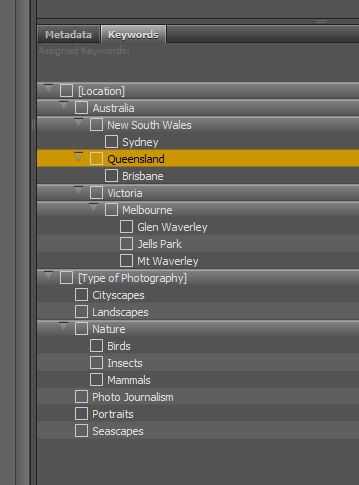 Metadata Keywords
Assigned Keywords:
[Location]
Australia
New South Wales
Sydney
Queensland
Brisbane
Victoria
Melbourne
Glen Waverley
Jells Park
Mt Waverley
[Type of Photography]
Cityscapes
Landscapes
Nature
Birds
Insects
Mammals
Photo Journalism
Portraits
Seascapes